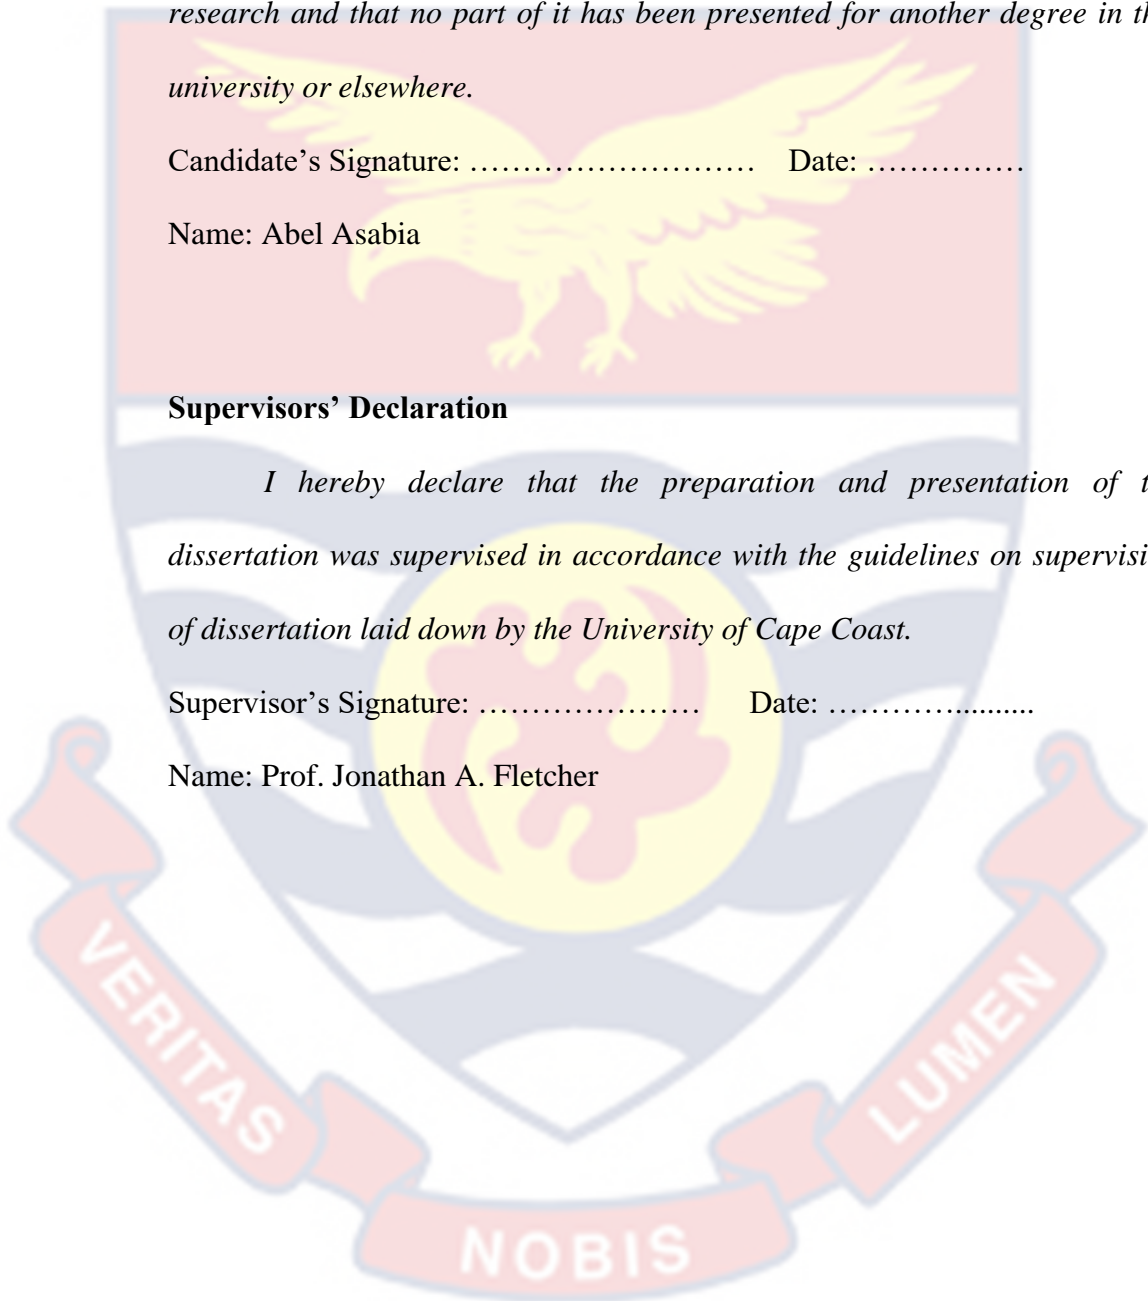 research and that no part of it has been presented for another degree in th
university or elsewhere.
Candidate’s Signature: ……………………… Date: ……………
Name: Abel Asabia
Supervisors’ Declaration
I hereby declare that the preparation and presentation of t
dissertation was supervised in accordance with the guidelines on supervisi
of dissertation laid down by the University of Cape Coast.
Supervisor’s Signature: ………………… Date: …………..........
Name: Prof. Jonathan A. Fletcher
VERITAS
NOBIS
LUMEN